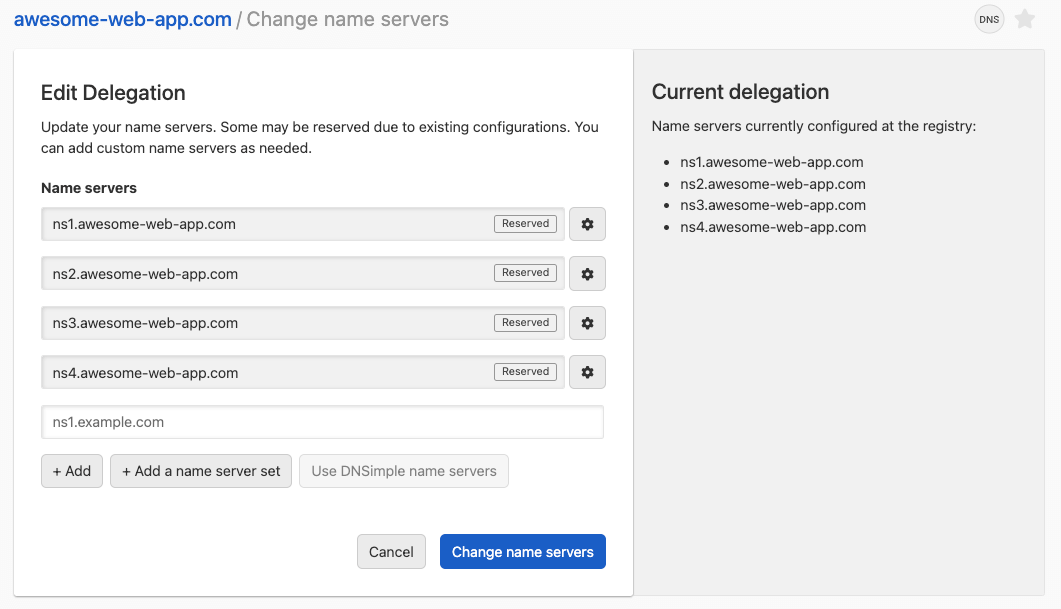 awesome-web-app.com / Change name servers
DNS
Edit Delegation
Update your name servers. Some may be reserved due to existing configurations. You
can add custom name servers as needed.
Name servers
ns1.awesome-web-app.com Reserved
ns2.awesome-web-app.com Reserved
ns3.awesome-web-app.com Reserved
ns4.awesome-web-app.com Reserved
ns1.example.com
+ Add + Add a name server set Use DNSimple name servers
Cancel Change name servers
Current delegation
Name servers currently configured at the registry:
• ns1.awesome-web-app.com
• ns2.awesome-web-app.com
• ns3.awesome-web-app.com
• ns4.awesome-web-app.com